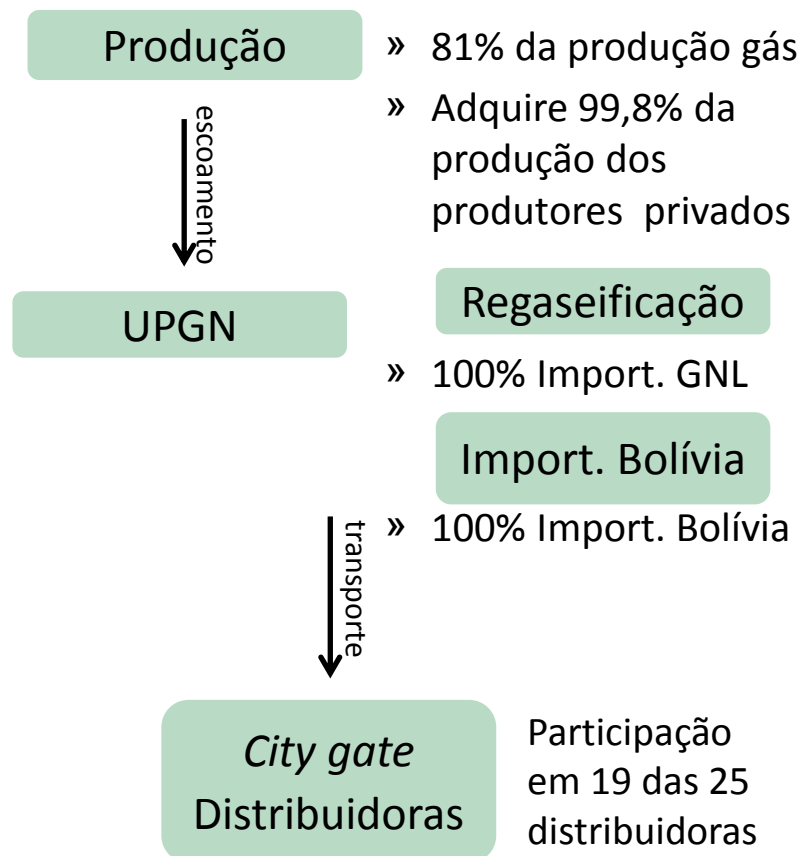 Produção
» 81% da produção gás
» Adquire 99,8% da
produção dos
produtores privados
escoamento
UPGN
Regaseificação
» 100% Import. GNL
Import. Bolívia
» 100% Import. Bolívia
transporte
City gate
Distribuidoras
Participação
em 19 das 25
distribuidoras